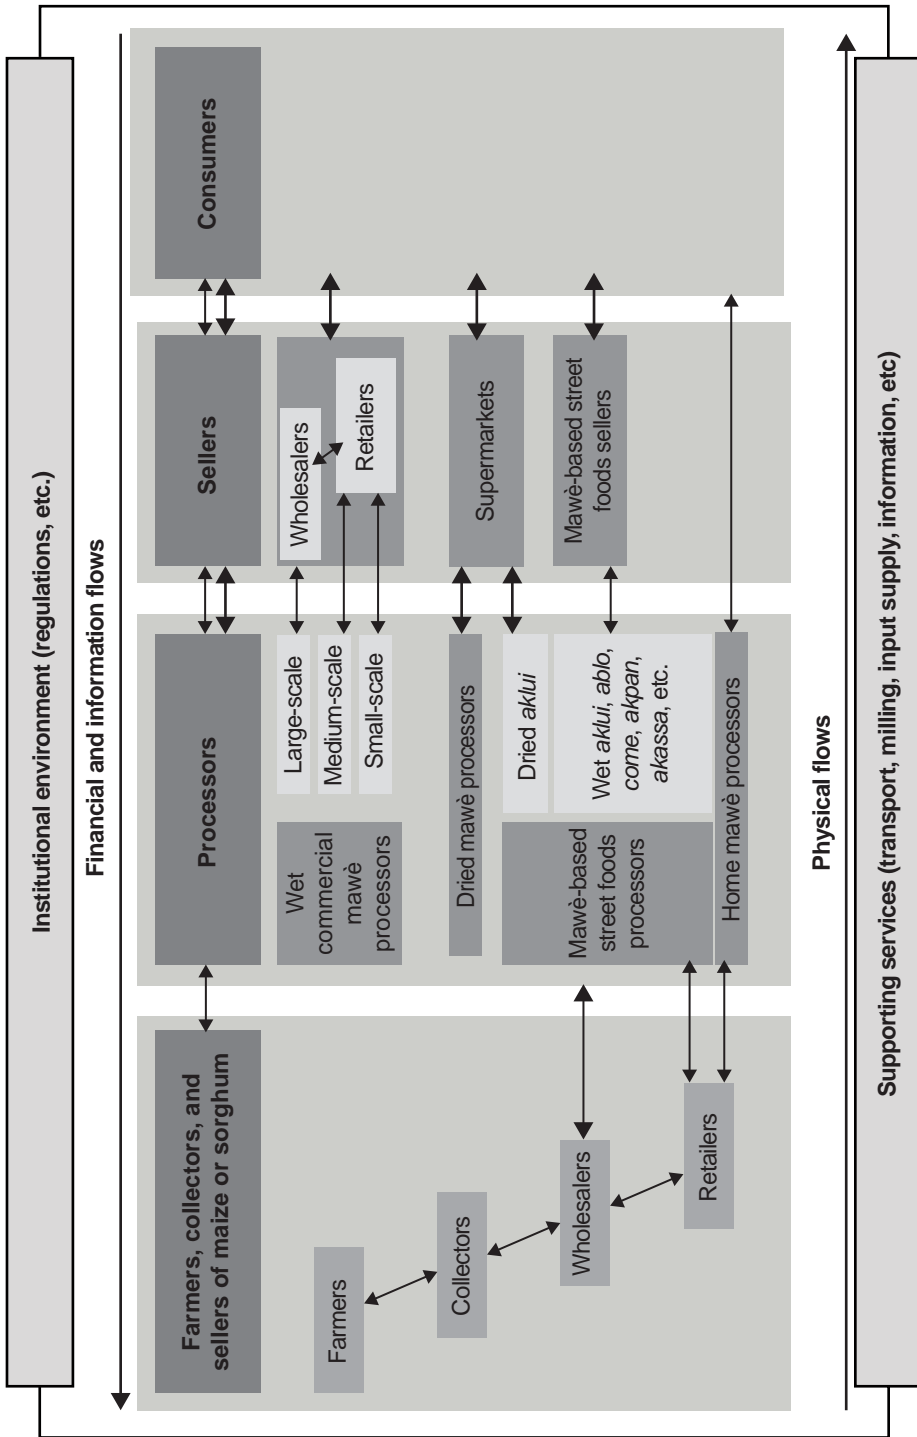 Institutional environment (regulations, etc.)
Financial and information flows
Farmers, collectors, and
sellers of maize or sorghum
Processors
Sellers
Consumers
Farmers
Collectors
Wholesalers
Retailers
Wet
commercial
mawè
processors
Large-scale
Medium-scale
Small-scale
Wholesalers
Retailers
Dried mawè processors
Supermarkets
Mawè-based
street foods
processors
Dried aklui
Wet aklui, ablo,
come, akpan,
akassa, etc.
Mawè-based street
foods sellers
Home mawè processors
Physical flows
Supporting services (transport, milling, input supply, information, etc)